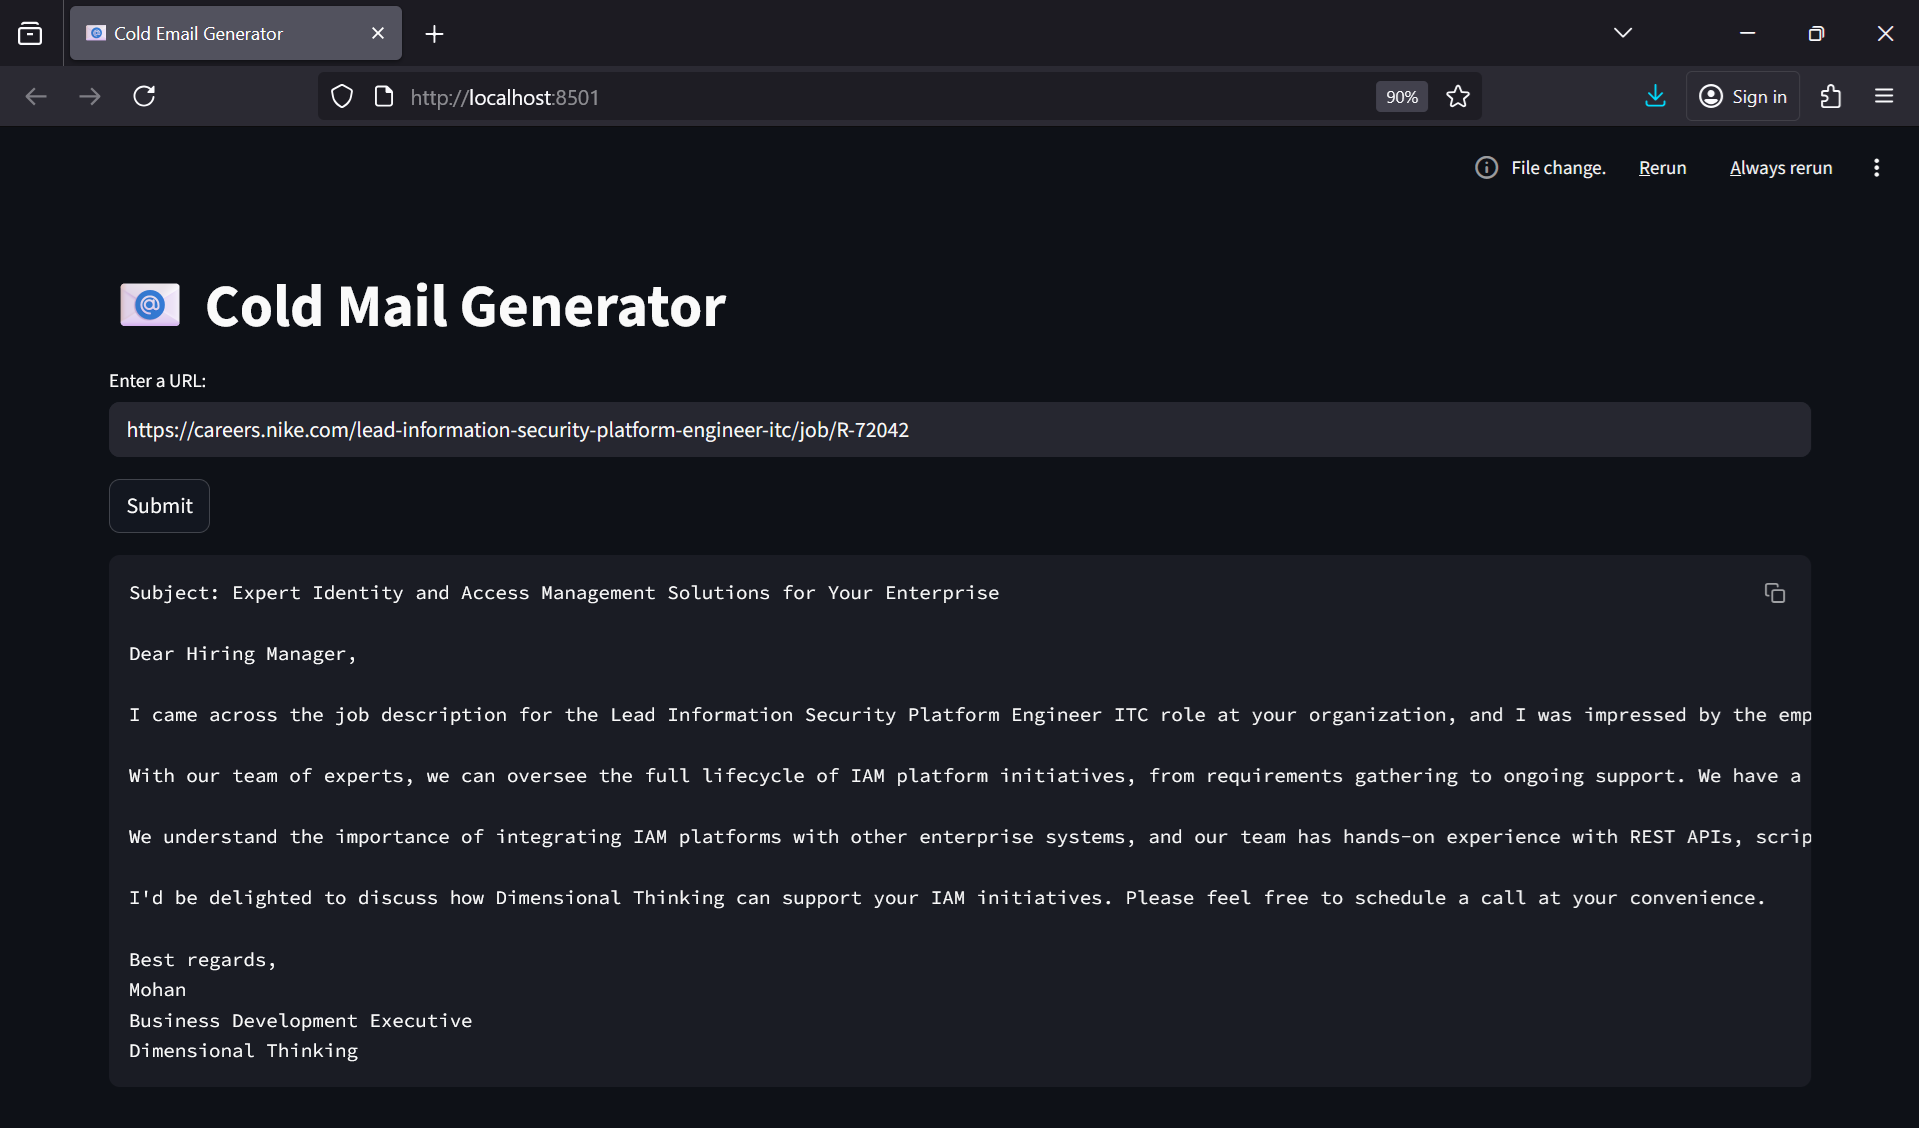 Cold Email Generator
http://localhost:8501
90%
Sign in
File change.
Rerun
Always rerun
Cold Mail Generator
Enter a URL:
https://careers.nike.com/lead-information-security-platform-engineer-itc/job/R-72042
Submit
Subject: Expert Identity and Access Management Solutions for Your Enterprise
Dear Hiring Manager,
I came across the job description for the Lead Information Security Platform Engineer ITC role at your organization, and I was impressed by the emp
With our team of experts, we can oversee the full lifecycle of IAM platform initiatives, from requirements gathering to ongoing support. We have a
We understand the importance of integrating IAM platforms with other enterprise systems, and our team has hands-on experience with REST APIs, scrip
I'd be delighted to discuss how Dimensional Thinking can support your IAM initiatives. Please feel free to schedule a call at your convenience.
Best regards,
Mohan
Business Development Executive
Dimensional Thinking